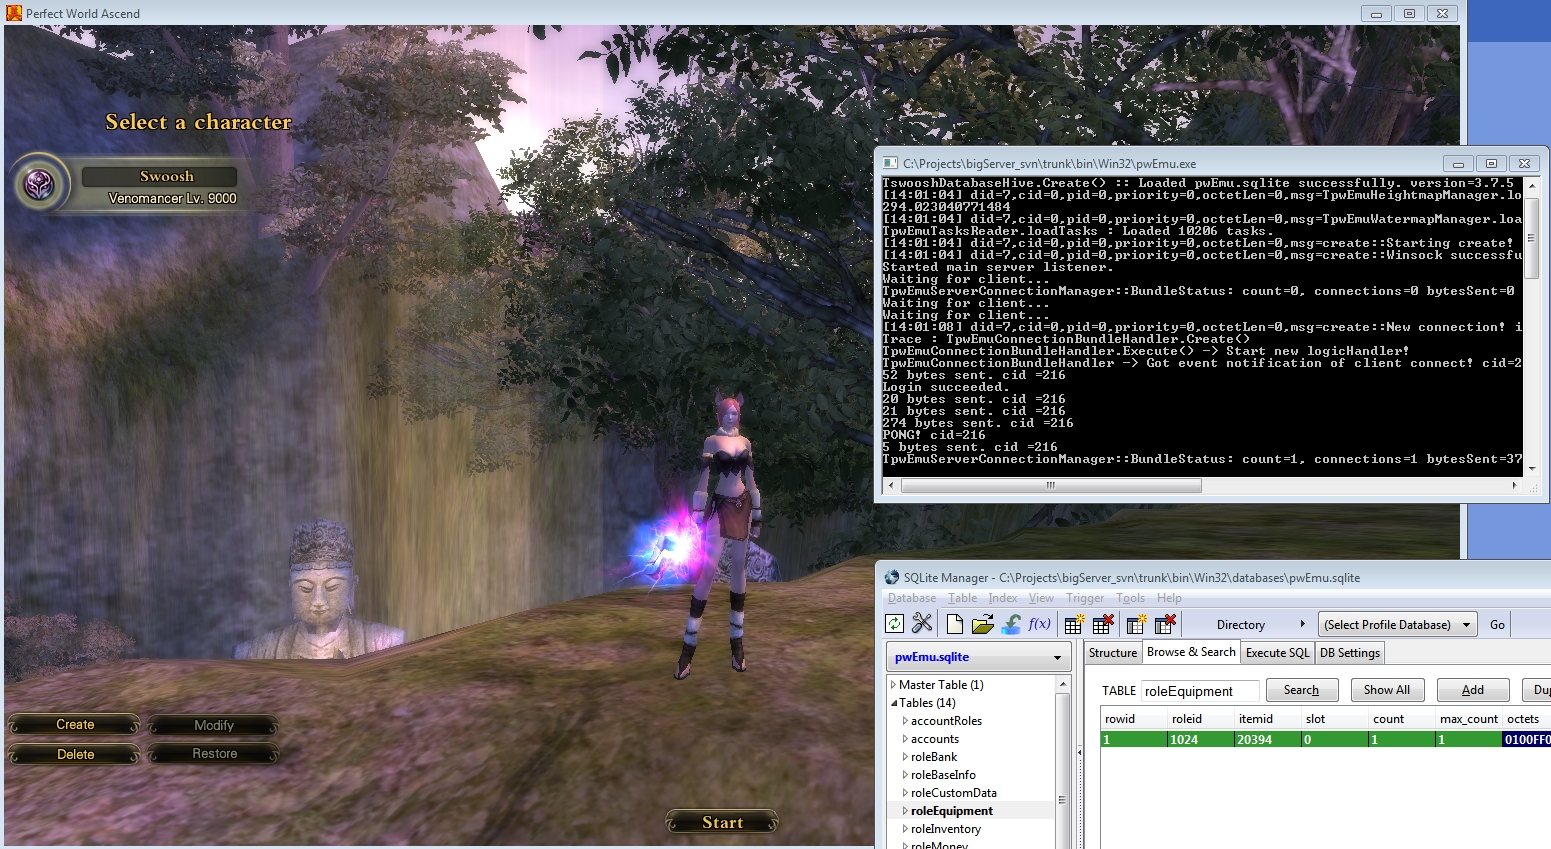 Perfect World Ascend
Select a character
Swoosh
Venomancer Lv. 9000
Create
Modify
Delete
Restore
Start
C:\Projects\bigServer_svn\trunk\bin\Win32\pwEmu.exe
TswooshDatabaseHive.Create() :: Loaded pwEmu.sqlite successfully. version=3.7.5
[14:01:04] did=7,cid=0,pid=0,priority=0,octetLen=0,msg=TpwEmuHeightmapManager.lo
294.023040771484
[14:01:04] did=7,cid=0,pid=0,priority=0,octetLen=0,msg=TpwEmuWatermapManager.loa
TpwEmuTasksReader.loadTasks : Loaded 10206 tasks.
[14:01:04] did=7,cid=0,pid=0,priority=0,octetLen=0,msg=create::Starting create!
[14:01:04] did=7,cid=0,pid=0,priority=0,octetLen=0,msg=create::Winsock successfu
Started main server listener.
Waiting for client...
TpwEmuServerConnectionManager::BundleStatus: count=0, connections=0 bytesSent=0
Waiting for client...
Waiting for client...
[14:01:08] did=7,cid=0,pid=0,priority=0,octetLen=0,msg=create::New connection! i
Trace : TpwEmuConnectionBundleHandler.Create()
TpwEmuConnectionBundleHandler.Execute() -> Start new logicHandler!
TpwEmuConnectionBundleHandler -> Got event notification of client connect! cid=2
52 bytes sent. cid =216
Login succeeded.
20 bytes sent. cid =216
21 bytes sent. cid =216
274 bytes sent. cid =216
PONG! cid=216
5 bytes sent. cid =216
TpwEmuServerConnectionManager::BundleStatus: count=1, connections=1 bytesSent=37
SQLite Manager - C:\Projects\bigServer_svn\trunk\bin\Win32\databases\pwEmu.sqlite
Database Table Index View Trigger Tools Help
f(x) Directory (Select Profile Database) Go
pwEmu.sqlite
Structure Browse & Search Execute SQL DB Settings
Master Table (1)
Tables (14)
accountRoles
accounts
roleBank
roleBaseInfo
roleCustomData
roleEquipment
roleInventory
roleMoney
TABLE roleEquipment Search Show All Add Dup
rowid roleid itemid slot count max_count octets
1 1024 20394 0 1 1 0100FF0